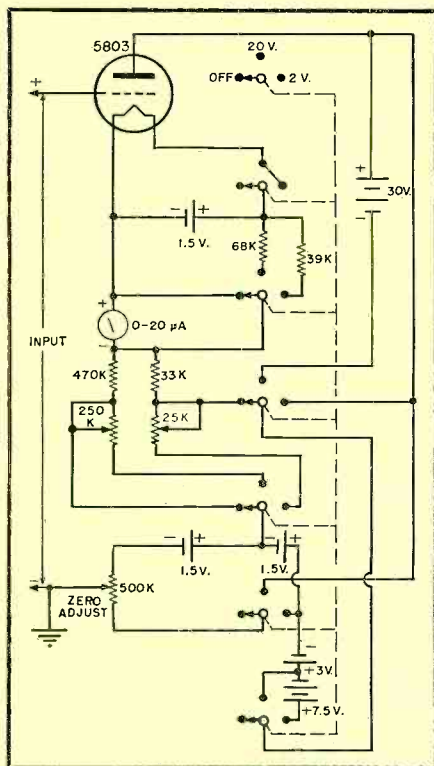 5803
20 V.
OFF
2 V.
+
+
30V.
-
- +
1.5 V.
68K
39K
+
0-20 µA
-
INPUT
470K
33K
250
K
25K
- +
1.5V.
- +
1.5V.
-
500K
ZERO
ADJUST
-
+3V.
+7.5V.